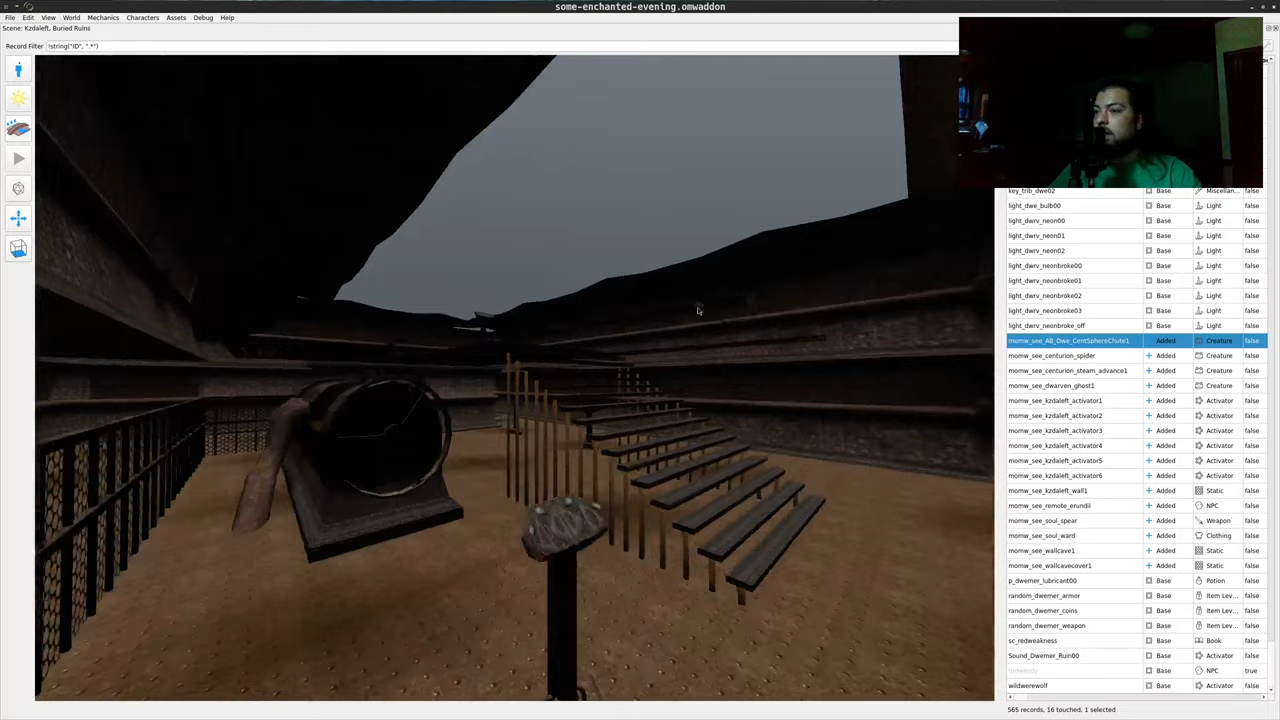 some-enchanted-evening.omwaddon
File Edit View World Mechanics Characters Assets Debug Help
Scene: Kzdaleft, Buried Ruins
Record Filter !string("ID", ".*")
key_trib_dwe02 Base Miscellan... false
light_dwe_bulb00 Base Light false
light_dwrv_neon00 Base Light false
light_dwrv_neon01 Base Light false
light_dwrv_neon02 Base Light false
light_dwrv_neonbroke00 Base Light false
light_dwrv_neonbroke01 Base Light false
light_dwrv_neonbroke02 Base Light false
light_dwrv_neonbroke03 Base Light false
light_dwrv_neonbroke_off Base Light false
momw_see_AB_Dwe_CentSphereChute1 Added Creature false
momw_see_centurion_spider Added Creature false
momw_see_centurion_steam_advance1 Added Creature false
momw_see_dwarven_ghost1 Added Creature false
momw_see_kzdaleft_activator1 Added Activator false
momw_see_kzdaleft_activator2 Added Activator false
momw_see_kzdaleft_activator3 Added Activator false
momw_see_kzdaleft_activator4 Added Activator false
momw_see_kzdaleft_activator5 Added Activator false
momw_see_kzdaleft_activator6 Added Activator false
momw_see_kzdaleft_wall1 Added Static false
momw_see_remote_erundil Added NPC false
momw_see_soul_spear Added Weapon false
momw_see_soul_ward Added Clothing false
momw_see_wallcave1 Added Static false
momw_see_wallcavecover1 Added Static false
p_dwemer_lubricant00 Base Potion false
random_dwemer_armor Base Item Lev... false
random_dwemer_coins Base Item Lev... false
random_dwemer_weapon Base Item Lev... false
sc_redweakness Base Book false
Sound_Dwemer_Ruin00 Base Activator false
Base NPC true
wildwerewolf Base Activator false
565 records, 16 touched, 1 selected